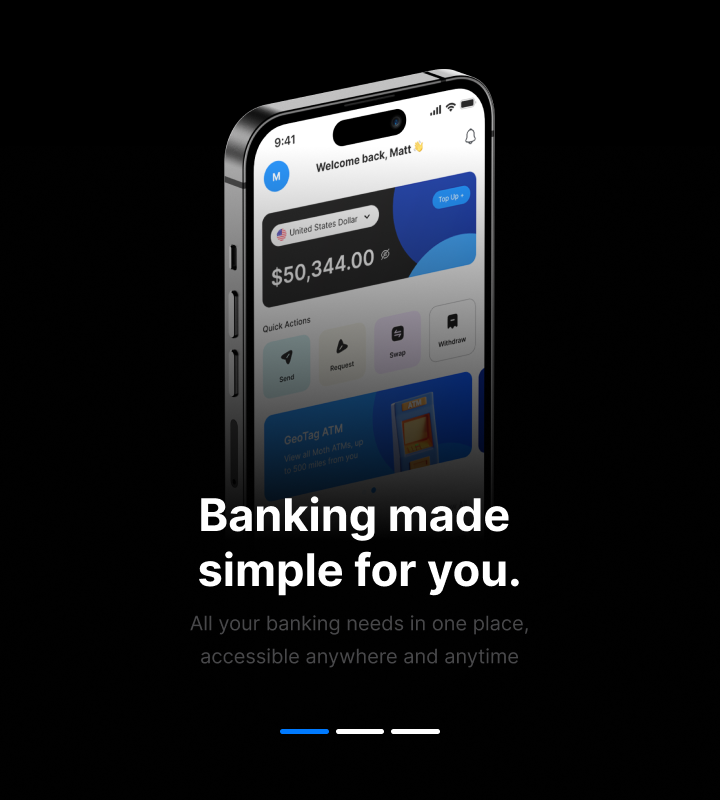 9:41
M
Welcome back, Matt 👋
Top Up +
United States Dollar
$50,344.00
Quick Actions
Send
Request
Swap
Withdraw
GeoTag ATM
View all Moth ATMs, up
to 500 miles from you
ATM
Banking made
simple for you.
All your banking needs in one place,
accessible anywhere and anytime